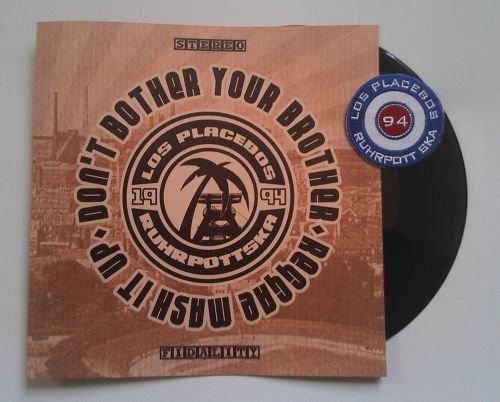 STEREO
DON'T BOTHER YOUR BROTHER • REGGAE MASH IT UP •
LOS PLACEBOS
19 94
RUHRPOTTSKA
FIDALITY
LOS PLACEBOS
94
RUHRPOTT SKA